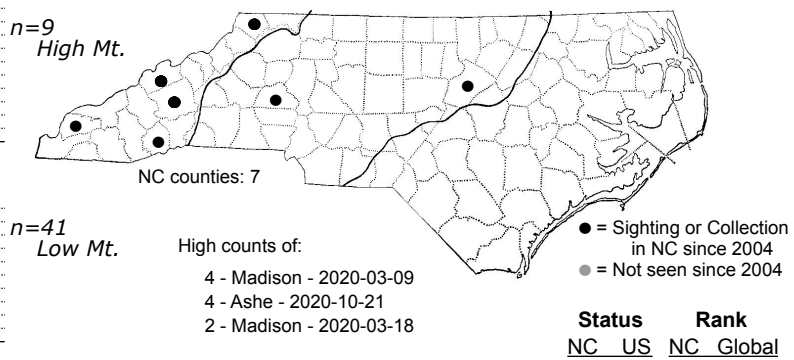 n=9
High Mt.
NC counties: 7
n=41
Low Mt.
High counts of:
4 - Madison - 2020-03-09
4 - Ashe - 2020-10-21
2 - Madison - 2020-03-18
● = Sighting or Collection
in NC since 2004
● = Not seen since 2004
Status Rank
NC US NC Global